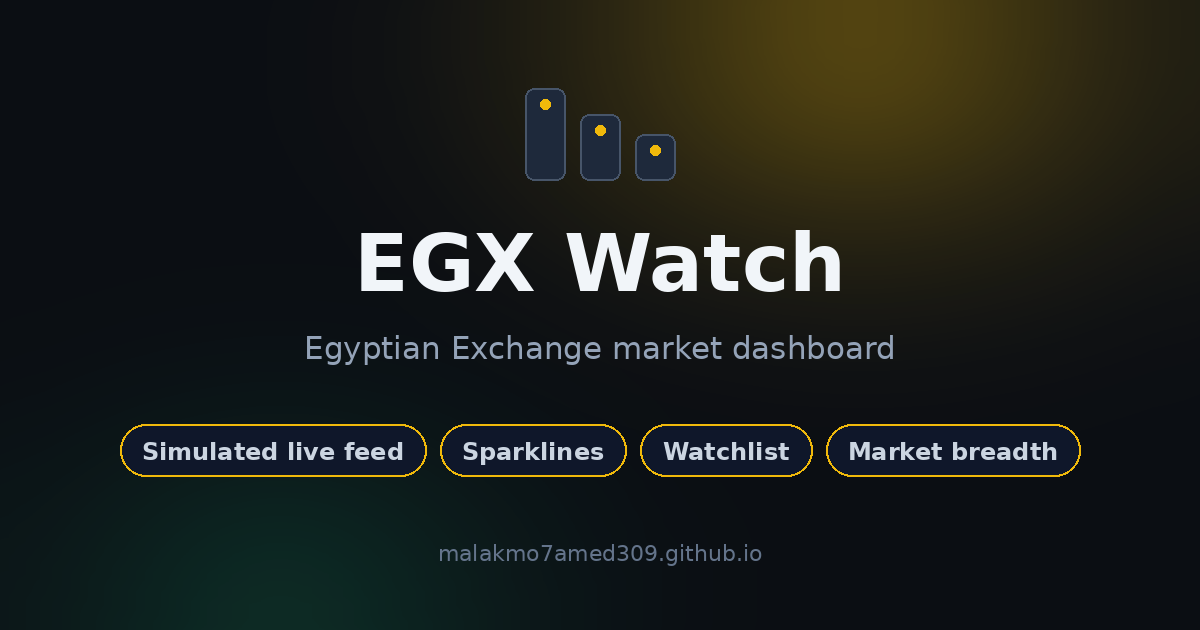 EGX Watch
Egyptian Exchange market dashboard
Simulated live feed Sparklines Watchlist Market breadth
malakmo7amed309.github.io